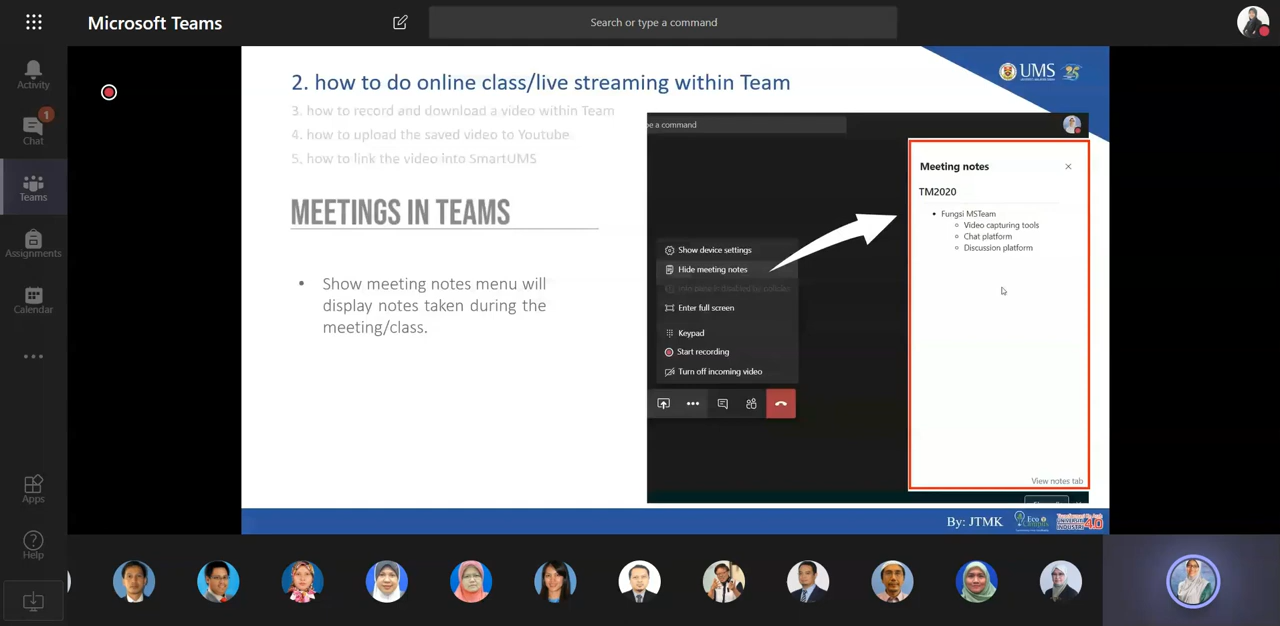 Microsoft Teams
Search or type a command
Activity
1
Chat
Teams
Assignments
Calendar
Apps
Help
2. how to do online class/live streaming within Team
3. how to record and download a video within Team
4. how to upload the saved video to Youtube
5. how to link the video into SmartUMS
MEETINGS IN TEAMS
• Show meeting notes menu will
display notes taken during the
meeting/class.
UMS
pe a command
Show device settings
Hide meeting notes
Enter full screen
Keypad
Start recording
Turn off incoming video
Meeting notes
TM2020
• Fungsi MSTeam
Video capturing tools
Chat platform
Discussion platform
View notes tab
By: JTMK
Eco
Campus
4.0